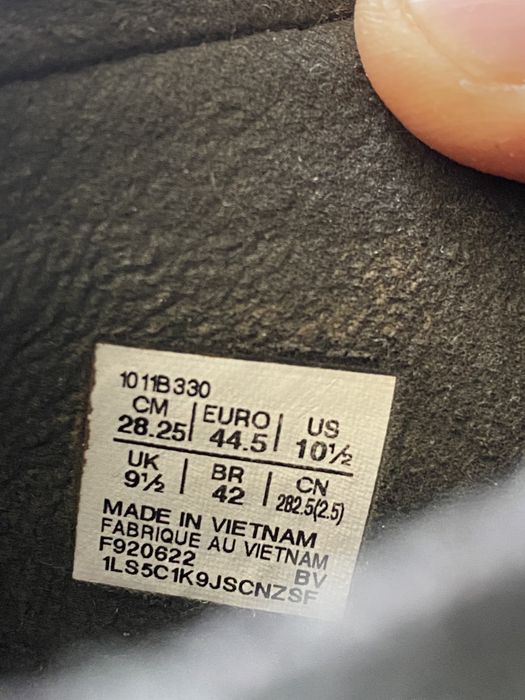 1011B330
CM | EURO | US
28.25 | 44.5 | 10½
UK | BR | CN
9½ | 42 | 282.5(2.5)
MADE IN VIETNAM
FABRIQUE AU VIETNAM
F920622 BV
1LS5C1K9JSCNZSF